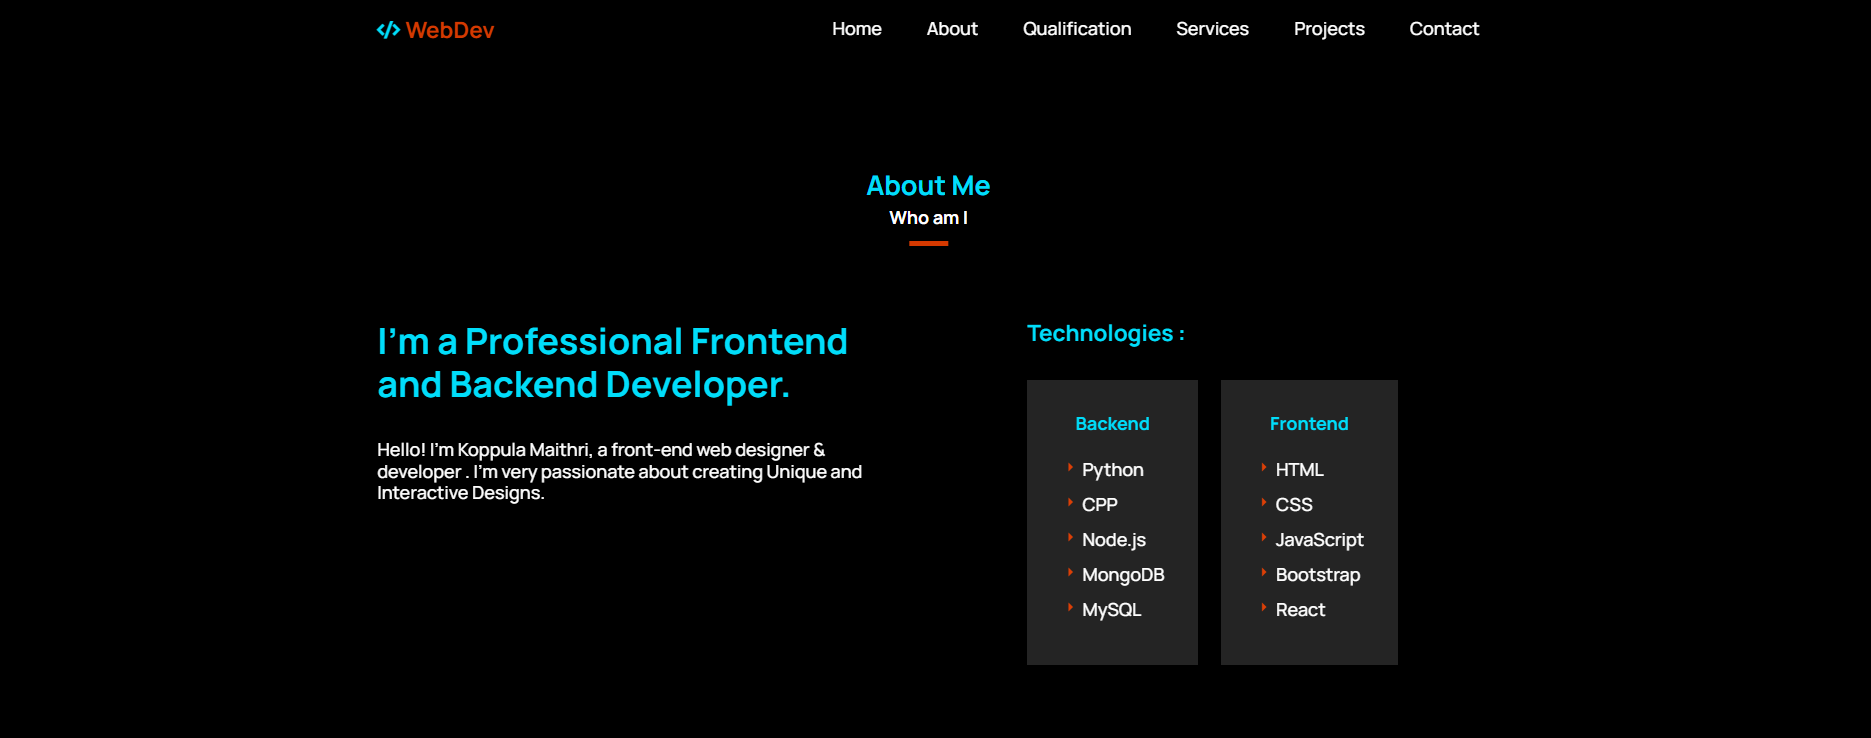 WebDev
Home About Qualification Services Projects Contact
About Me
Who am I
I'm a Professional Frontend
and Backend Developer.
Hello! I'm Koppula Maithri, a front-end web designer &
developer . I'm very passionate about creating Unique and
Interactive Designs.
Technologies :
Backend
Python
CPP
Node.js
MongoDB
MySQL
Frontend
HTML
CSS
JavaScript
Bootstrap
React